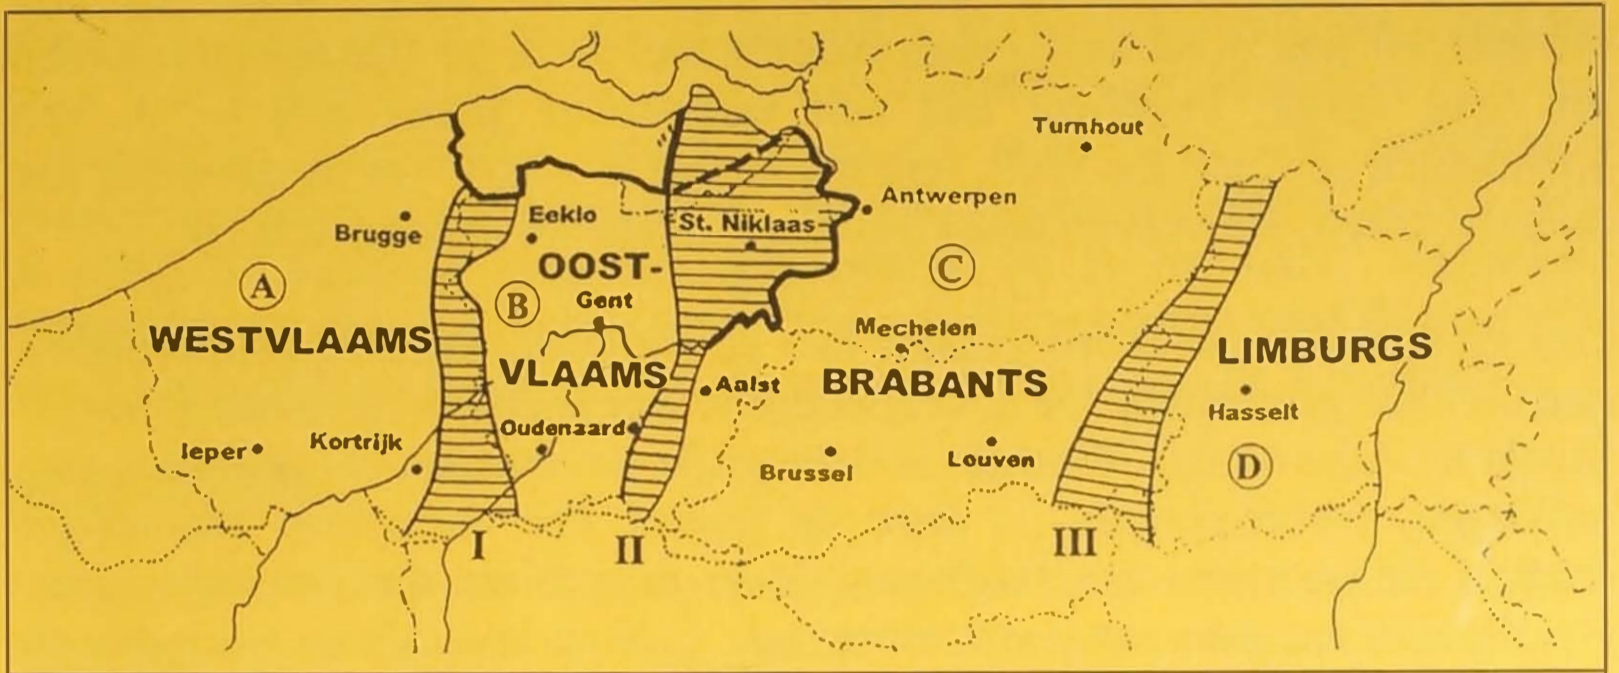 Turnhout
Antwerpen
Brugge
Eeklo
St. Niklaas
A
OOST-
C
B
Gent
WESTVLAAMS
Mechelen
LIMBURGS
VLAAMS
Aalst
BRABANTS
Hasselt
Ieper
Kortrijk
Oudenaard
Brussel
Louven
D
I
II
III